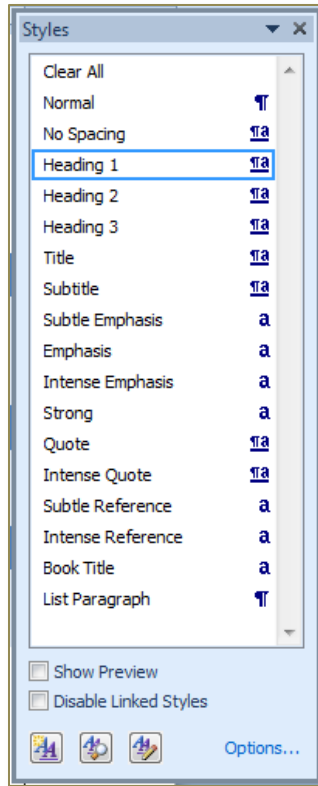 Styles
Clear All
Normal ¶
No Spacing ¶a
Heading 1 ¶a
Heading 2 ¶a
Heading 3 ¶a
Title ¶a
Subtitle ¶a
Subtle Emphasis a
Emphasis a
Intense Emphasis a
Strong a
Quote ¶a
Intense Quote ¶a
Subtle Reference a
Intense Reference a
Book Title a
List Paragraph ¶
Show Preview
Disable Linked Styles
Options...